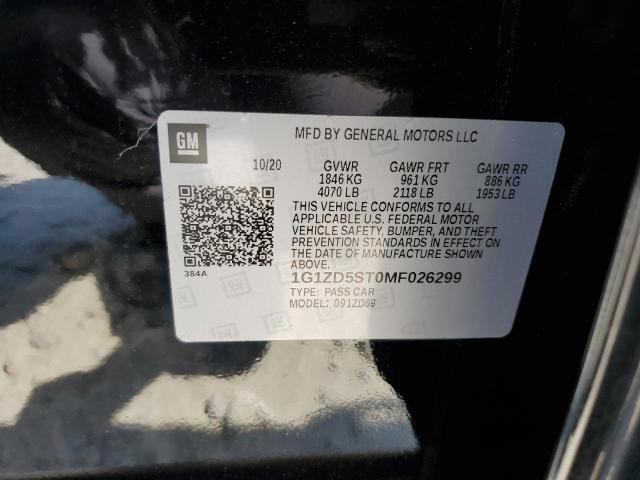 GM
MFD BY GENERAL MOTORS LLC
10/20 GVWR GAWR FRT GAWR RR
1846 KG 961 KG 886 KG
4070 LB 2118 LB 1953 LB
THIS VEHICLE CONFORMS TO ALL
APPLICABLE U.S. FEDERAL MOTOR
VEHICLE SAFETY, BUMPER, AND THEFT
PREVENTION STANDARDS IN EFFECT ON
THE DATE OF MANUFACTURE SHOWN
ABOVE.
384A
1G1ZD5ST0MF026299
TYPE: PASS CAR
MODEL: 091ZD69